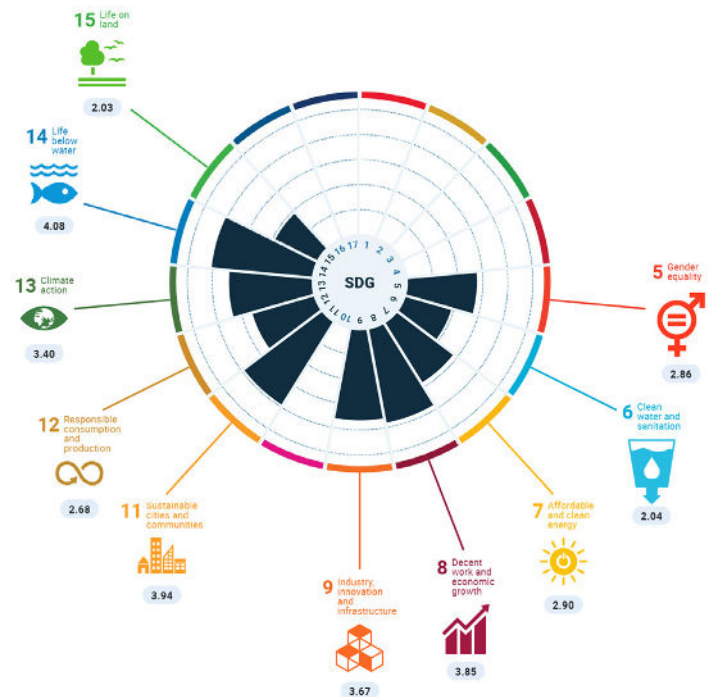 15 Life on
land
2.03
14 Life
below
water
4.08
13 Climate
action
3.40
12 Responsible
consumption
and
production
2.68
11 Sustainable
cities and
communities
3.94
9 Industry,
innovation
and
infrastructure
3.67
8 Decent
work and
economic
growth
3.85
7 Affordable
and clean
energy
2.90
6 Clean
water and
sanitation
2.04
5 Gender
equality
2.86
SDG
1
2
3
4
5
6
7
8
9
10
11
12
13
14
15
16
17